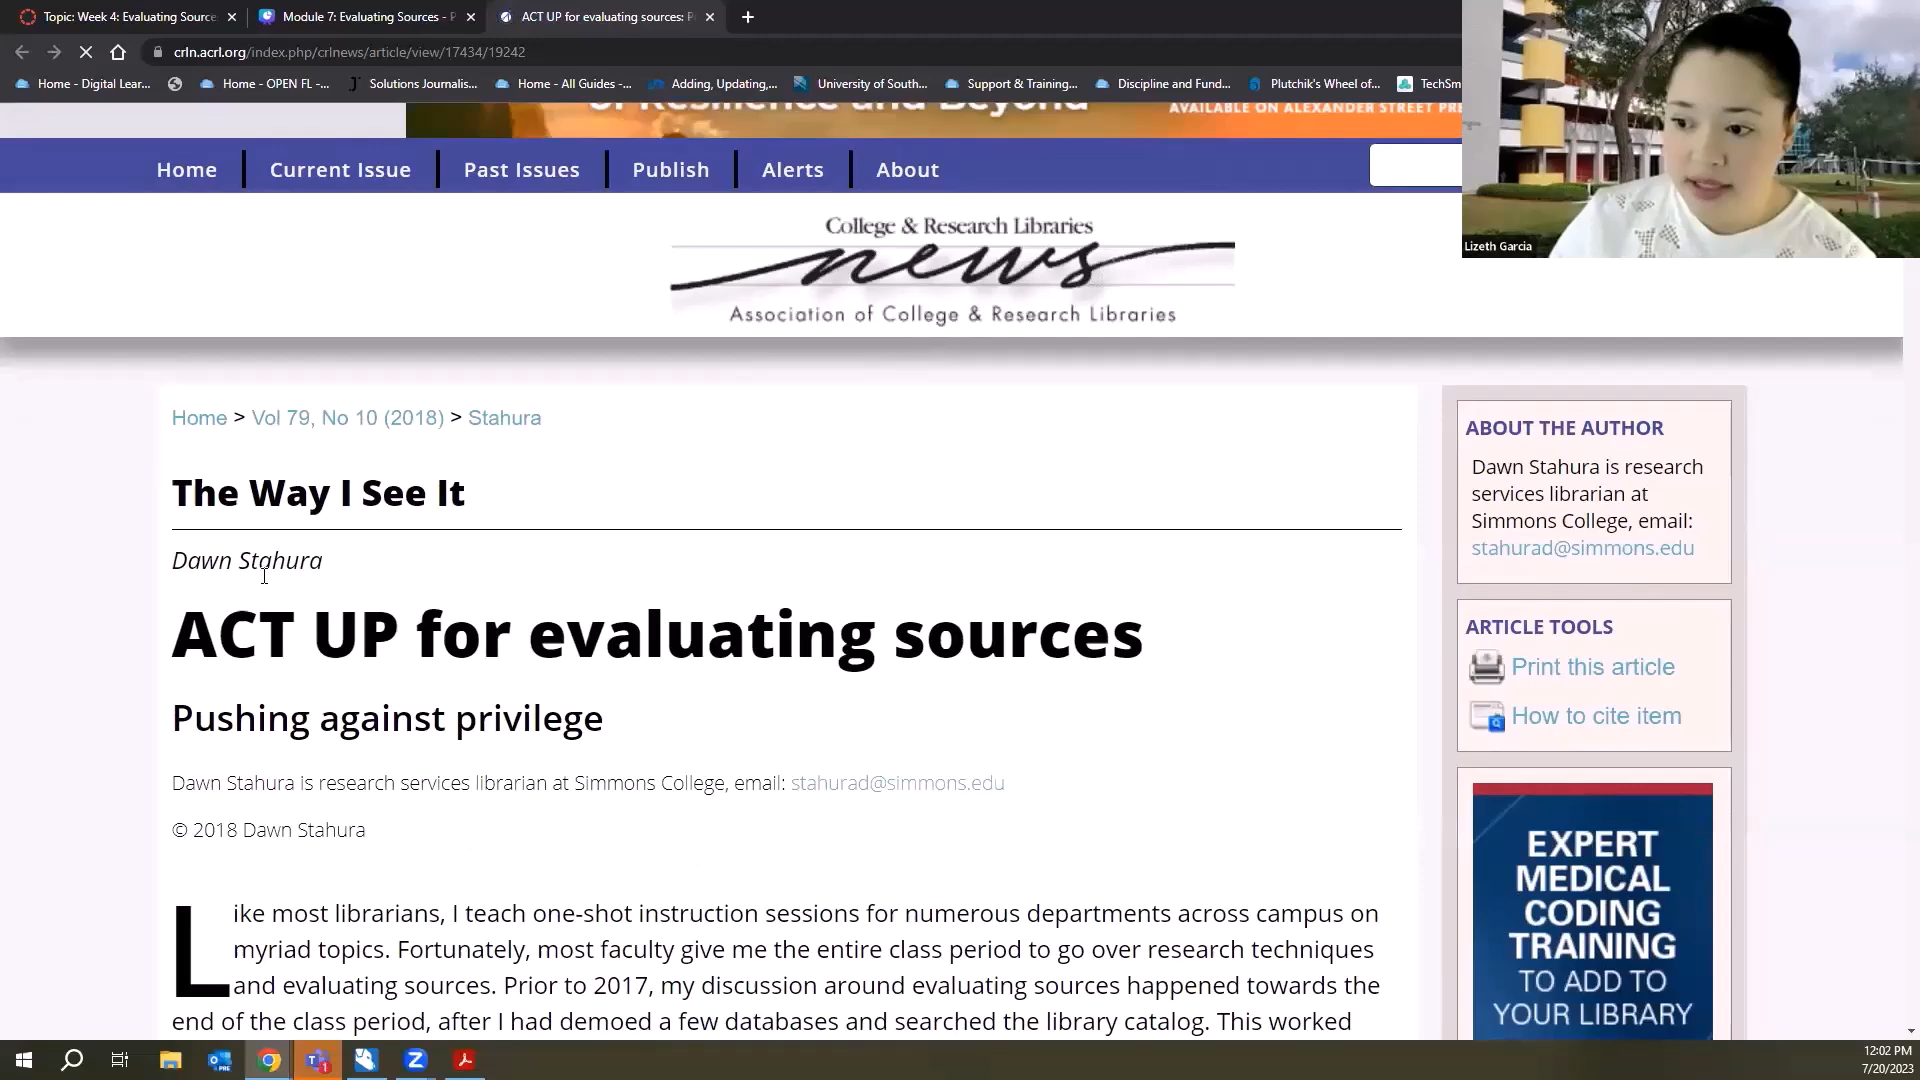 Topic: Week 4: Evaluating Source
Module 7: Evaluating Sources - P
ACT UP for evaluating sources: P
crln.acrl.org/index.php/crlnews/article/view/17434/19242
Home - Digital Lear...
Home - OPEN FL -...
Solutions Journalis...
Home - All Guides -...
Adding, Updating,...
University of South...
Support & Training...
Discipline and Fund...
Plutchik's Wheel of...
TechSm
of Resilience and Beyond
AVAILABLE ON ALEXANDER STREET PRE
Home
Current Issue
Past Issues
Publish
Alerts
About
Lizeth Garcia
College & Research Libraries
news
Association of College & Research Libraries
Home > Vol 79, No 10 (2018) > Stahura
The Way I See It
Dawn Stahura
ACT UP for evaluating sources
Pushing against privilege
Dawn Stahura is research services librarian at Simmons College, email: stahurad@simmons.edu
© 2018 Dawn Stahura
Like most librarians, I teach one-shot instruction sessions for numerous departments across campus on
myriad topics. Fortunately, most faculty give me the entire class period to go over research techniques
and evaluating sources. Prior to 2017, my discussion around evaluating sources happened towards the
end of the class period, after I had demoed a few databases and searched the library catalog. This worked
ABOUT THE AUTHOR
Dawn Stahura is research
services librarian at
Simmons College, email:
stahurad@simmons.edu
ARTICLE TOOLS
Print this article
How to cite item
EXPERT
MEDICAL
CODING
TRAINING
TO ADD TO
YOUR LIBRARY
12:02 PM
7/20/2023